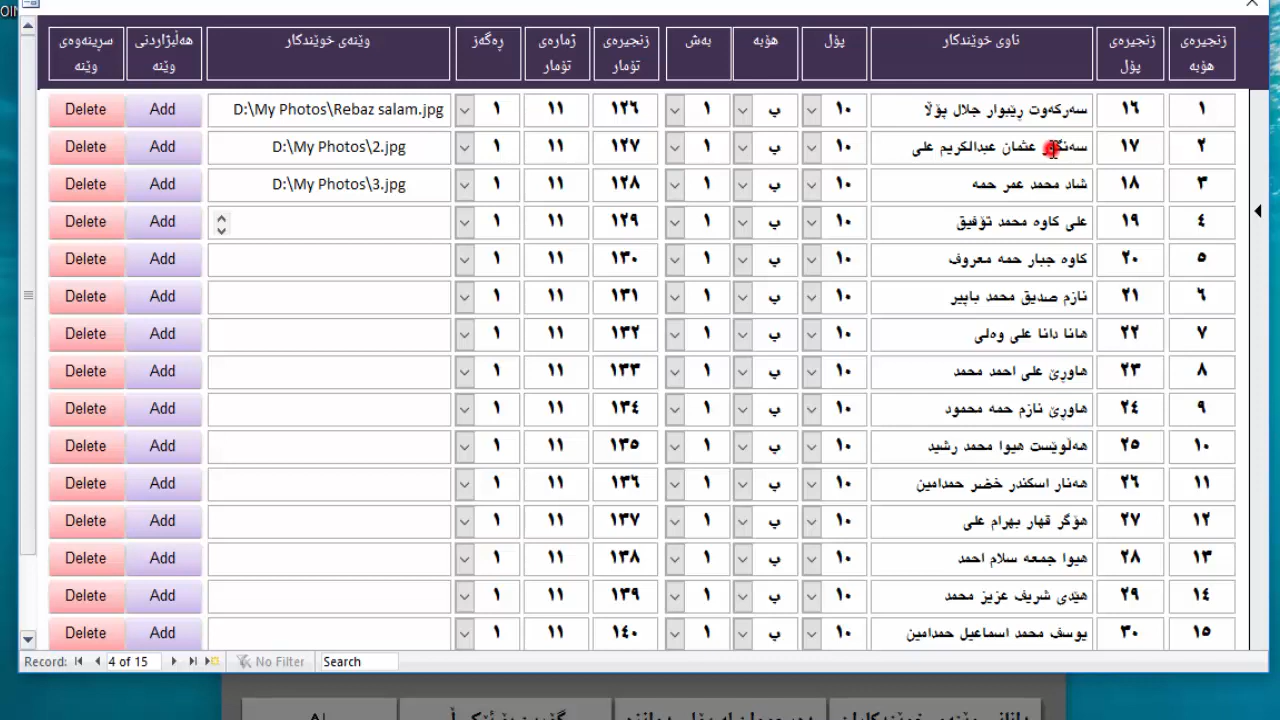 زنجیرەی هۆبە زنجیرەی پۆل ناوی خوێندکار پۆل هۆبە بەش زنجیرەی تۆمار ژمارەی تۆمار ڕەگەز وێنەی خوێندکار هەڵبژاردنی وێنە سڕینەوەی وێنە
١ ١٦ سەرکەوت ڕێبوار جلال پۆڵا ١٠ ب ١ ١٢٦ ١١ ١ D:\My Photos\Rebaz salam.jpg Add Delete
٢ ١٧ سەنگەر عثمان عبدالکریم علی ١٠ ب ١ ١٢٧ ١١ ١ D:\My Photos\2.jpg Add Delete
٣ ١٨ شاد محمد عمر حمە ١٠ ب ١ ١٢٨ ١١ ١ D:\My Photos\3.jpg Add Delete
٤ ١٩ علی کاوە محمد تۆفیق ١٠ ب ١ ١٢٩ ١١ ١ Add Delete
٥ ٢٠ کاوە جبار حمە معروف ١٠ ب ١ ١٣٠ ١١ ١ Add Delete
٦ ٢١ نازم صدیق محمد باپیر ١٠ ب ١ ١٣١ ١١ ١ Add Delete
٧ ٢٢ هانا دانا علی وەلی ١٠ ب ١ ١٣٢ ١١ ١ Add Delete
٨ ٢٣ هاوڕێ علی احمد محمد ١٠ ب ١ ١٣٣ ١١ ١ Add Delete
٩ ٢٤ هاوڕێ نازم حمە محمود ١٠ ب ١ ١٣٤ ١١ ١ Add Delete
١٠ ٢٥ هەڵوێست هیوا محمد رشید ١٠ ب ١ ١٣٥ ١١ ١ Add Delete
١١ ٢٦ هەنار اسکندر خضر حمدامین ١٠ ب ١ ١٣٦ ١١ ١ Add Delete
١٢ ٢٧ هۆگر قهار بهرام علی ١٠ ب ١ ١٣٧ ١١ ١ Add Delete
١٣ ٢٨ هیوا جمعە سلام احمد ١٠ ب ١ ١٣٨ ١١ ١ Add Delete
١٤ ٢٩ هێدی شریف عزیز محمد ١٠ ب ١ ١٣٩ ١١ ١ Add Delete
١٥ ٣٠ یوسف محمد اسماعیل حمدامین ١٠ ب ١ ١٤٠ ١١ ١ Add Delete
Record: 4 of 15 No Filter Search